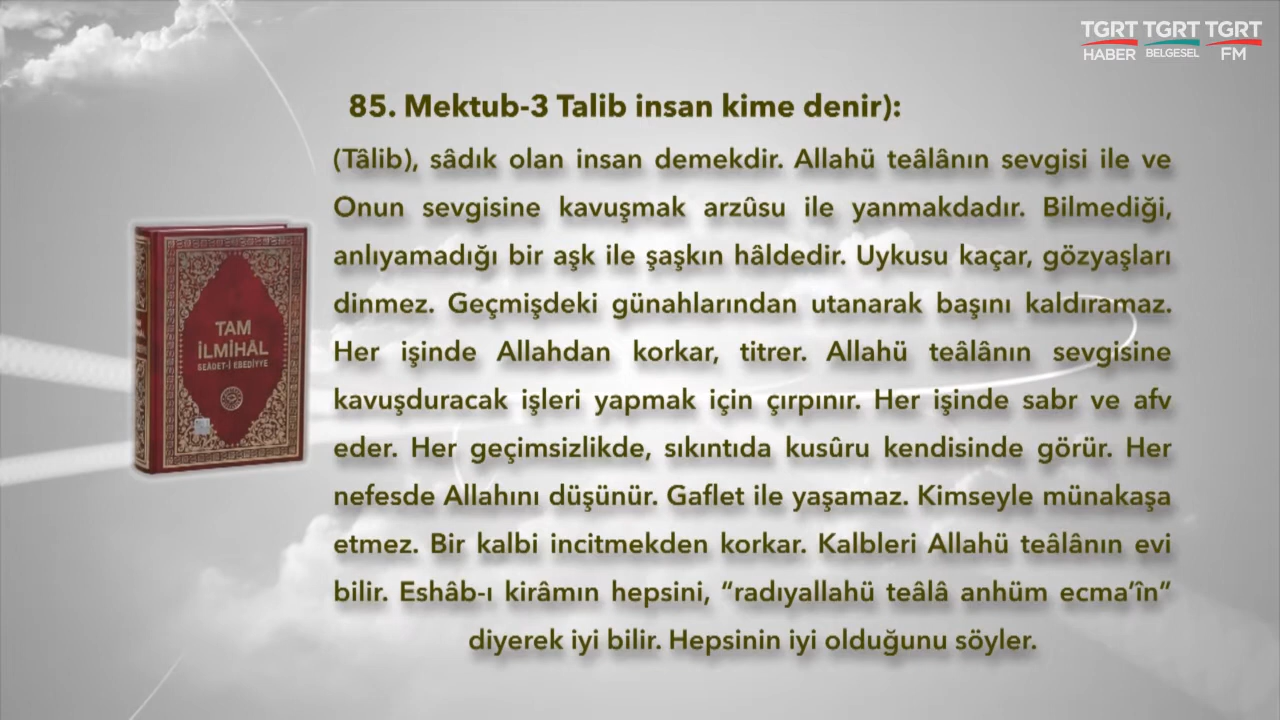 TGRT TGRT TGRT
HABER BELGESEL FM
85. Mektub-3 Talib insan kime denir):
(Tâlib), sâdık olan insan demekdir. Allahü teâlânın sevgisi ile ve
Onun sevgisine kavuşmak arzûsu ile yanmakdadır. Bilmediği,
anlıyamadığı bir aşk ile şaşkın hâldedir. Uykusu kaçar, gözyaşları
dinmez. Geçmişdeki günahlarından utanarak başını kaldıramaz.
Her işinde Allahdan korkar, titrer. Allahü teâlânın sevgisine
kavuşduracak işleri yapmak için çırpınır. Her işinde sabr ve afv
eder. Her geçimsizlikde, sıkıntıda kusûru kendisinde görür. Her
nefesde Allahını düşünür. Gaflet ile yaşamaz. Kimseyle münakaşa
etmez. Bir kalbi incitmekden korkar. Kalbleri Allahü teâlânın evi
bilir. Eshâb-ı kirâmın hepsini, “radıyallahü teâlâ anhüm ecma’în”
diyerek iyi bilir. Hepsinin iyi olduğunu söyler.
TAM
İLMİHÂL
SEÂDET-İ EBEDİYYE